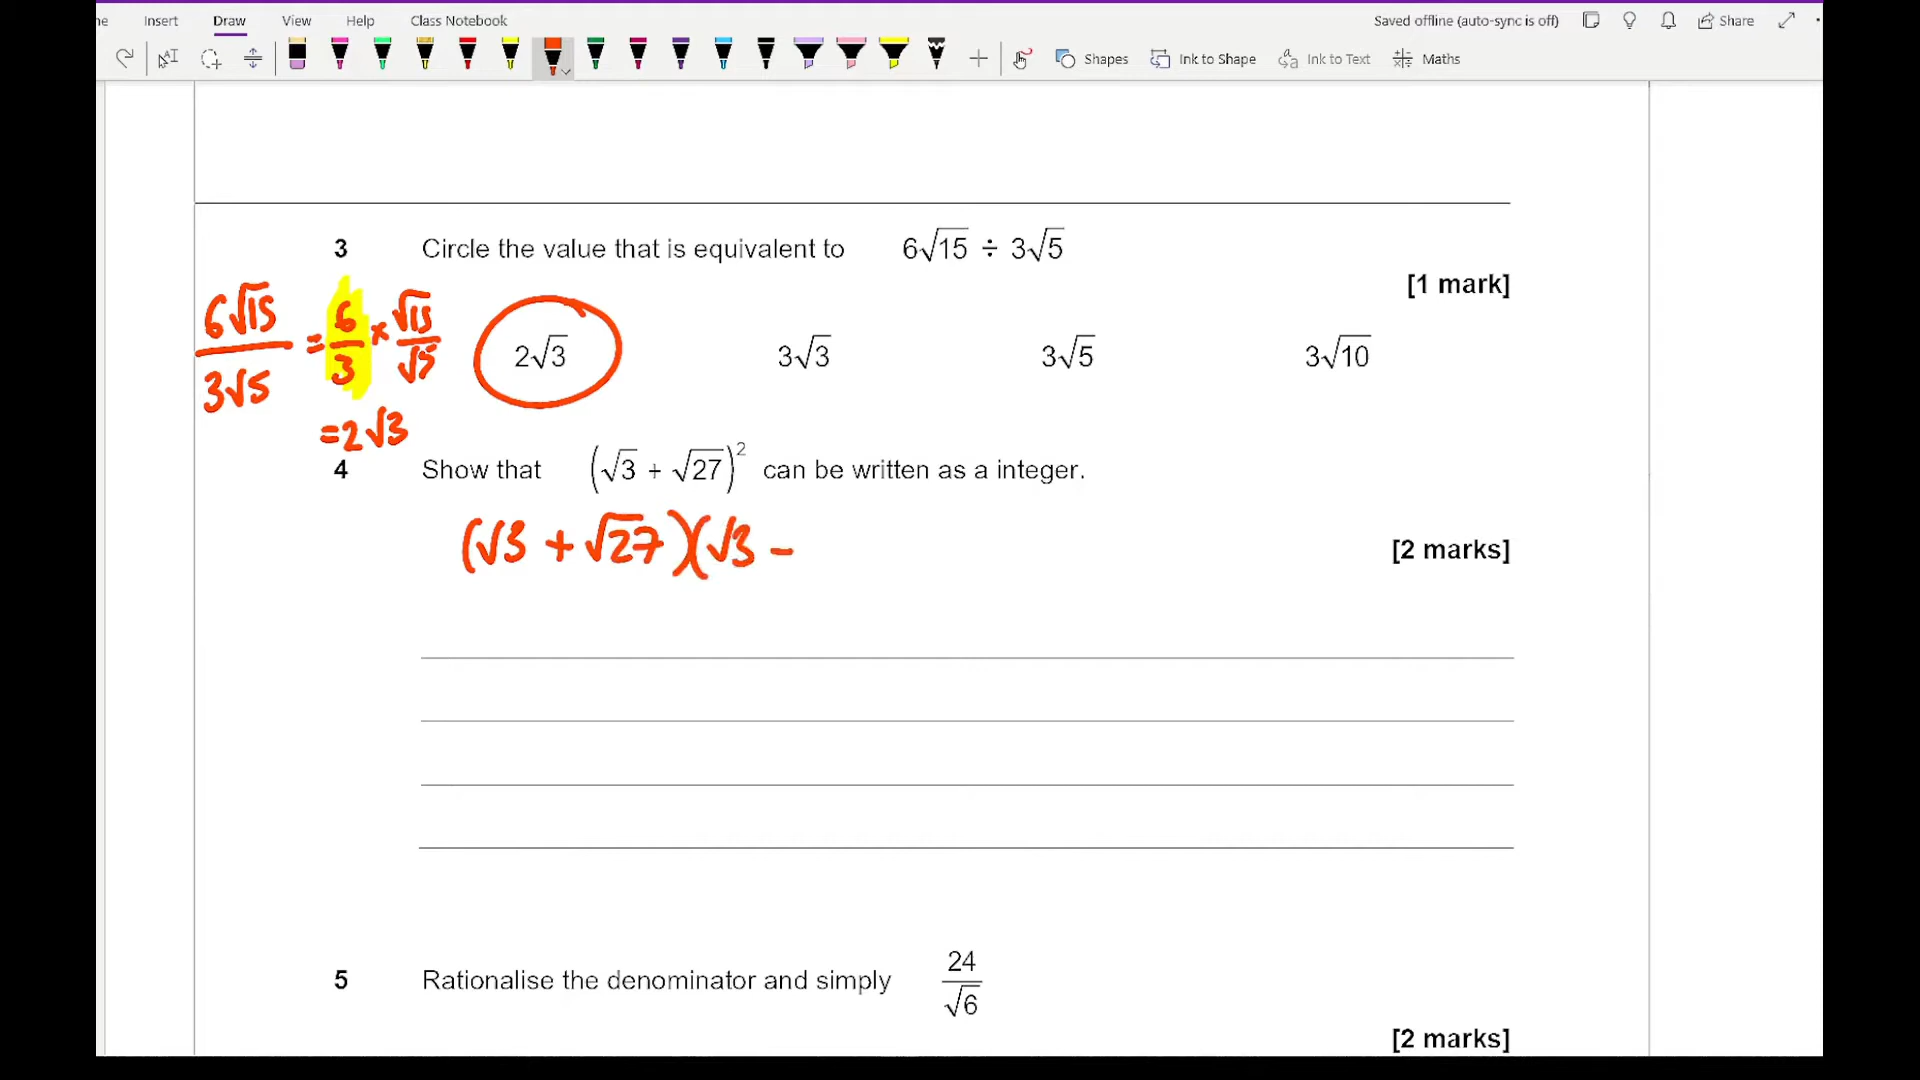 ne Insert Draw View Help Class Notebook Saved offline (auto-sync is off) Share
Shapes Ink to Shape Ink to Text Maths
3 Circle the value that is equivalent to 6√15 ÷ 3√5
[1 mark]
6√15 / 3√5 = 6/3 × √15/√5
= 2√3
2√3 3√3 3√5 3√10
4 Show that (√3 + √27)² can be written as a integer.
(√3 + √27)(√3 −
[2 marks]
5 Rationalise the denominator and simply 24/√6
[2 marks]